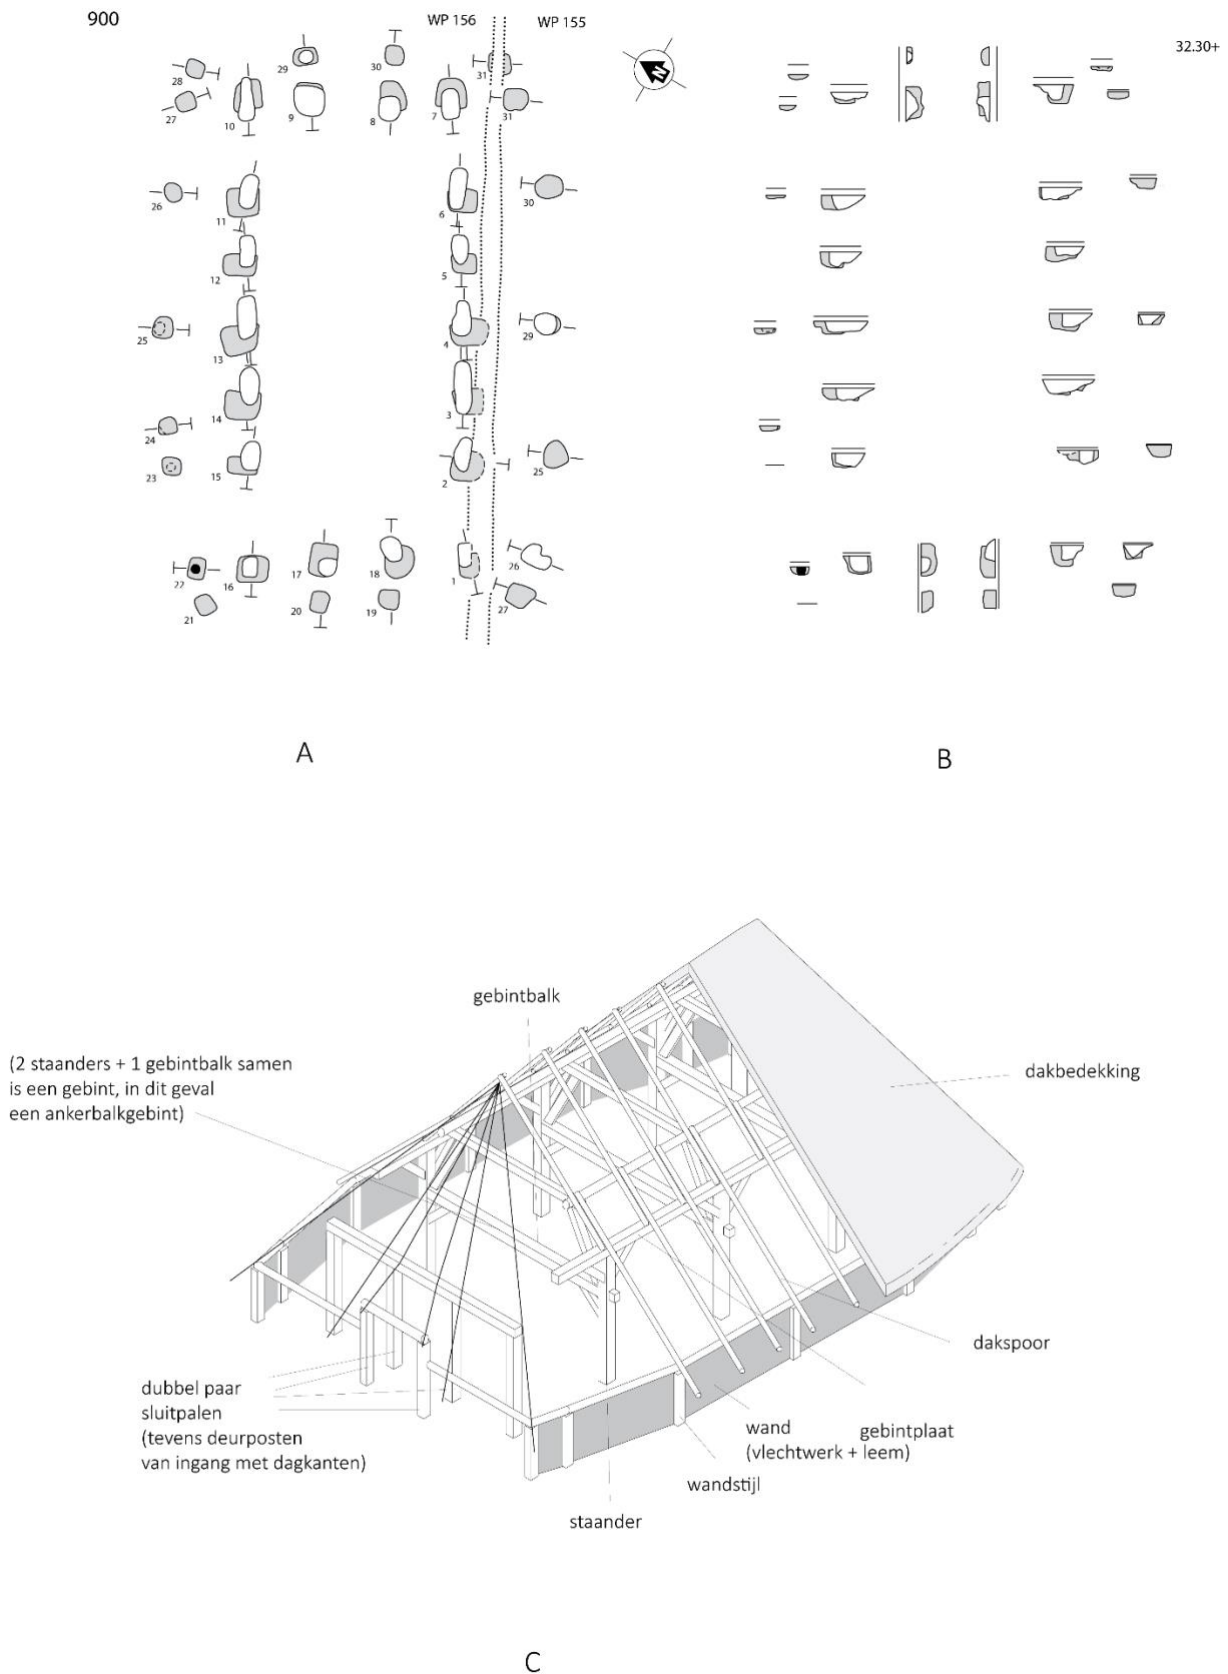 900
WP 156
WP 155
32.30+
28
29
30
31
27
10
9
8
7
31
26
11
6
30
12
5
25
13
4
29
14
3
24
23
15
2
25
22
16
17
18
1
26
21
20
19
27
A
B
gebintbalk
(2 staanders + 1 gebintbalk samen
is een gebint, in dit geval
een ankerbalkgebint)
dakbedekking
dakspoor
dubbel paar
sluitpalen
(tevens deurposten
van ingang met dagkanten)
wand
(vlechtwerk + leem)
gebintplaat
wandstijl
staander
C